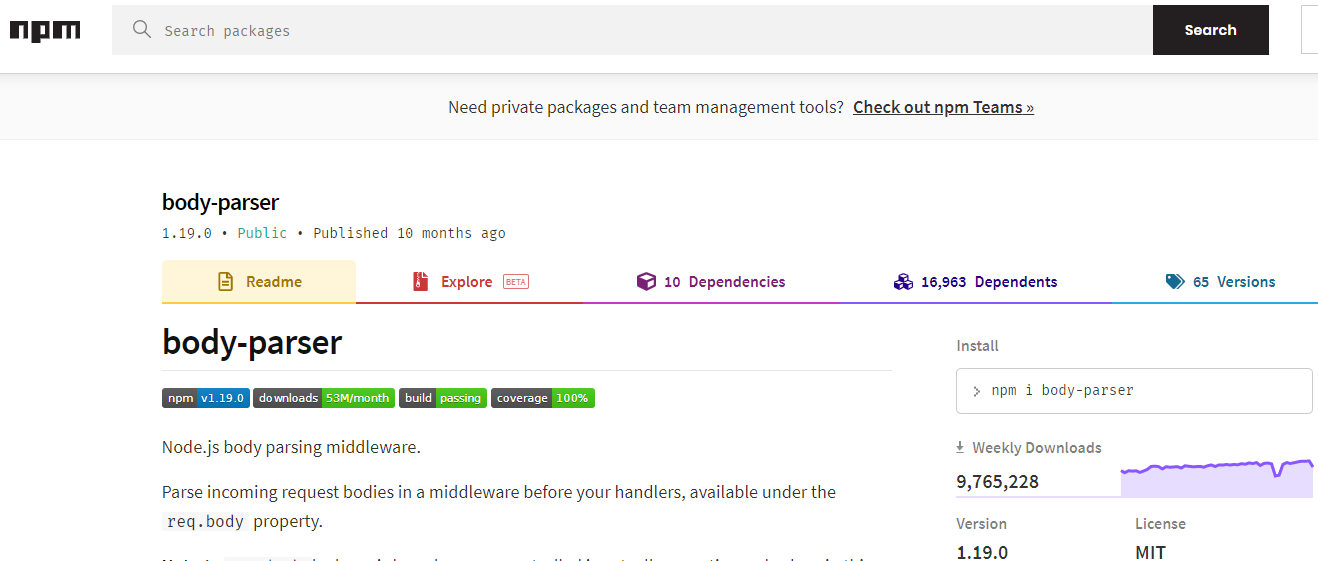 npm
Search packages
Search
Need private packages and team management tools? Check out npm Teams »
body-parser
1.19.0 • Public • Published 10 months ago
Readme
Explore BETA
10 Dependencies
16,963 Dependents
65 Versions
body-parser
npm v1.19.0 downloads 53M/month build passing coverage 100%
Node.js body parsing middleware.
Parse incoming request bodies in a middleware before your handlers, available under the
req.body property.
Install
> npm i body-parser
Weekly Downloads
9,765,228
Version
License
1.19.0
MIT